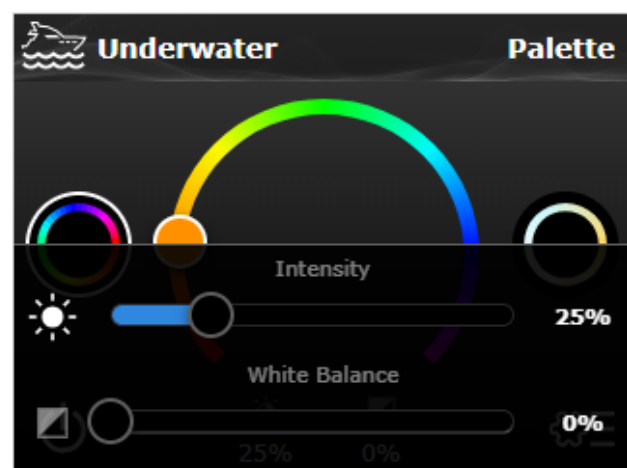 Underwater Palette
Intensity
25%
White Balance
0%
25% 0%